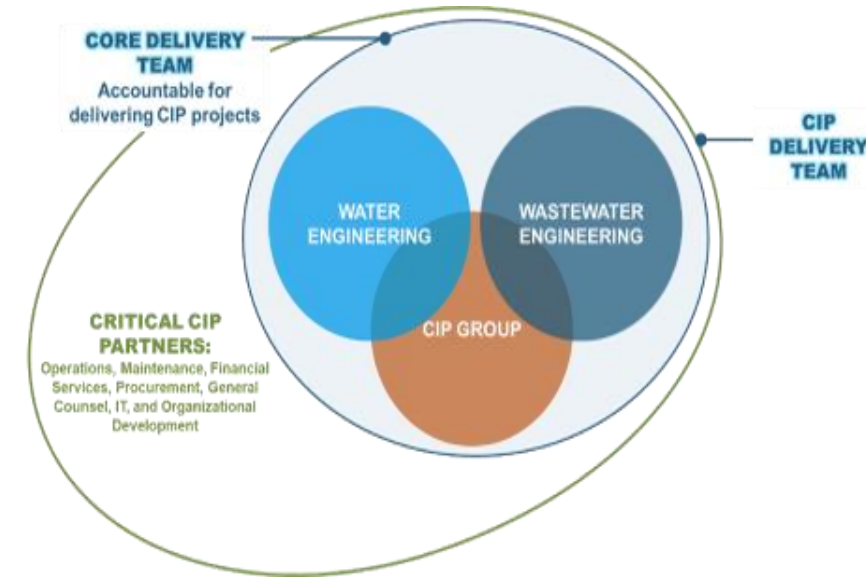 CORE DELIVERY
TEAM
Accountable for
delivering CIP projects
CIP
DELIVERY
TEAM
WATER
ENGINEERING
WASTEWATER
ENGINEERING
CIP GROUP
CRITICAL CIP
PARTNERS:
Operations, Maintenance, Financial
Services, Procurement, General
Counsel, IT, and Organizational
Development